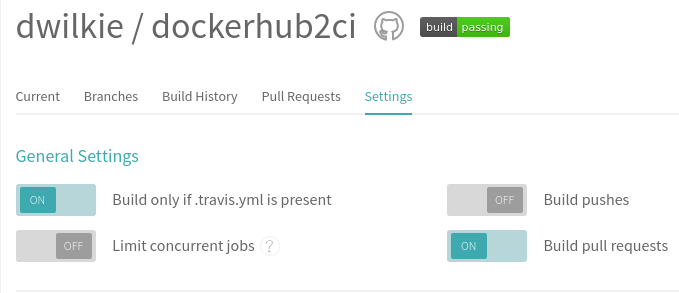 dwilkie / dockerhub2ci build passing
Current Branches Build History Pull Requests Settings
General Settings
ON Build only if .travis.yml is present OFF Build pushes
OFF Limit concurrent jobs ? ON Build pull requests